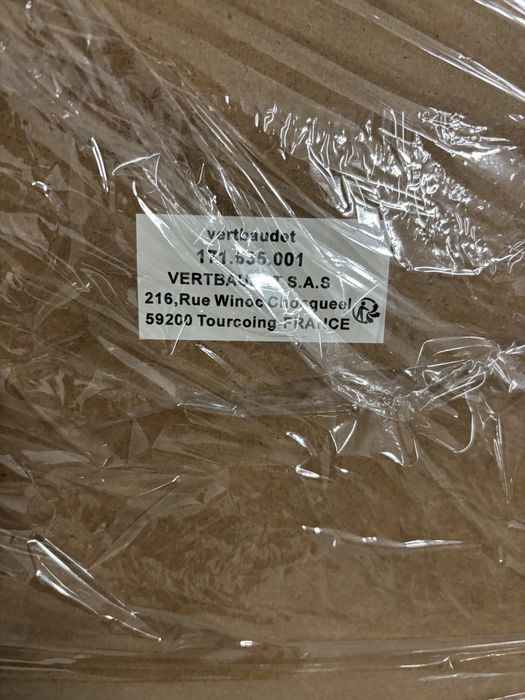 vertbaudet
VERTBAUDET S.A.S
216,Rue Winoc Chocqueel
59200 Tourcoing-FRANCE